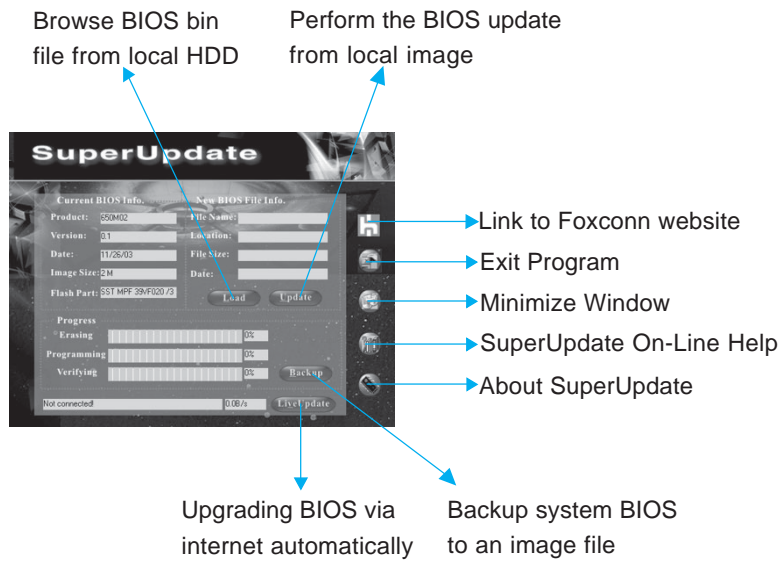 Browse BIOS bin
file from local HDD
Perform the BIOS update
from local image
SuperUpdate
Current BIOS Info.
New BIOS File Info.
Product: 650M02
File Name:
Version: 0.1
Location:
Date: 11/26/03
File Size:
Image Size: 2 M
Date:
Flash Part: SST MPF 39VF020 /3
Load
Update
Progress
Erasing 0%
Programming 0%
Verifying 0%
Backup
Not connected! 0.0B/s
LiveUpdate
Link to Foxconn website
Exit Program
Minimize Window
SuperUpdate On-Line Help
About SuperUpdate
Upgrading BIOS via
internet automatically
Backup system BIOS
to an image file